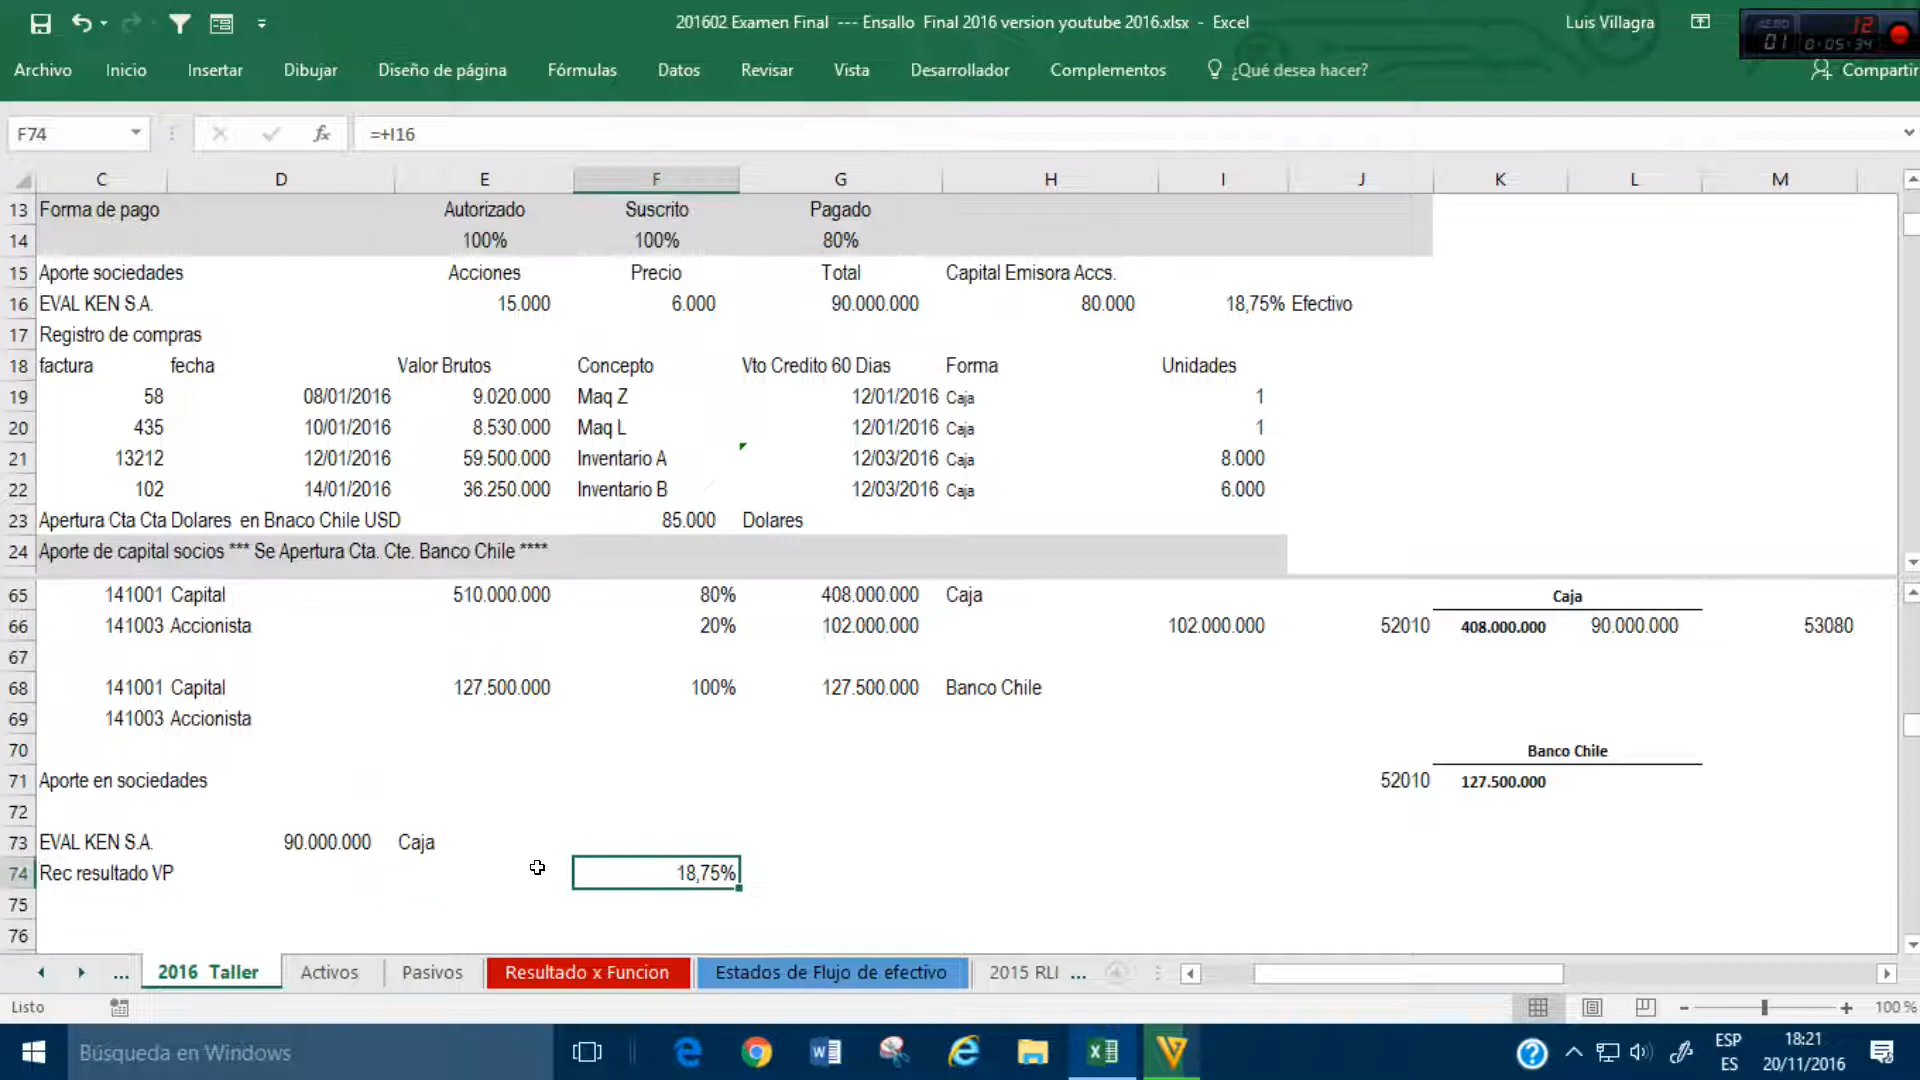 201602 Examen Final --- Ensallo Final 2016 version youtube 2016.xlsx - Excel
Luis Villagra
12
01 0:05:34
Archivo Inicio Insertar Dibujar Diseño de página Fórmulas Datos Revisar Vista Desarrollador Complementos ¿Qué desea hacer? Compartir
F74 fx =+I16
C D E F G H I J K L M
13 Forma de pago Autorizado Suscrito Pagado
14 100% 100% 80%
15 Aporte sociedades Acciones Precio Total Capital Emisora Accs.
16 EVAL KEN S.A. 15.000 6.000 90.000.000 80.000 18,75% Efectivo
17 Registro de compras
18 factura fecha Valor Brutos Concepto Vto Credito 60 Dias Forma Unidades
19 58 08/01/2016 9.020.000 Maq Z 12/01/2016 Caja 1
20 435 10/01/2016 8.530.000 Maq L 12/01/2016 Caja 1
21 13212 12/01/2016 59.500.000 Inventario A 12/03/2016 Caja 8.000
22 102 14/01/2016 36.250.000 Inventario B 12/03/2016 Caja 6.000
23 Apertura Cta Cta Dolares en Bnaco Chile USD 85.000 Dolares
24 Aporte de capital socios *** Se Apertura Cta. Cte. Banco Chile ****
65 141001 Capital 510.000.000 80% 408.000.000 Caja Caja
66 141003 Accionista 20% 102.000.000 102.000.000 52010 408.000.000 90.000.000 53080
67
68 141001 Capital 127.500.000 100% 127.500.000 Banco Chile
69 141003 Accionista
70 Banco Chile
71 Aporte en sociedades 52010 127.500.000
72
73 EVAL KEN S.A. 90.000.000 Caja
74 Rec resultado VP 18,75%
75
76
... 2016 Taller Activos Pasivos Resultado x Funcion Estados de Flujo de efectivo 2015 RLI ...
Listo 100 %
Búsqueda en Windows
ESP 18:21
ES 20/11/2016